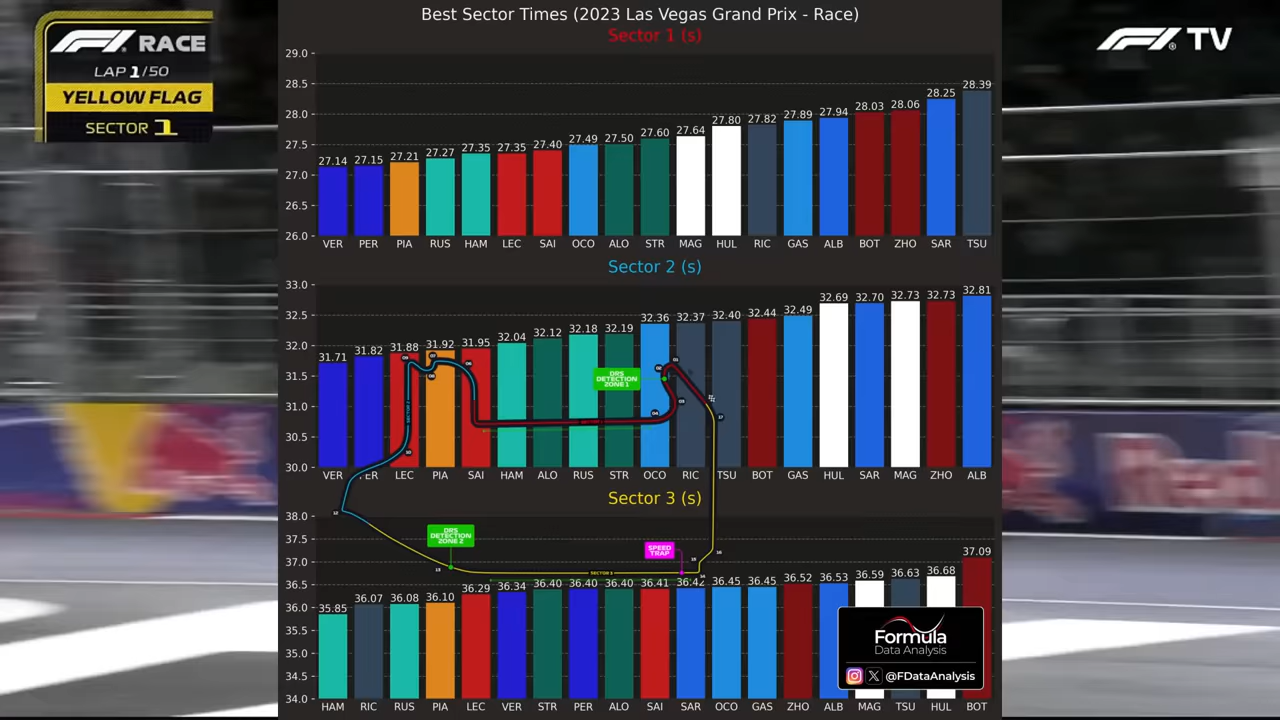 Best Sector Times (2023 Las Vegas Grand Prix - Race)
F1 RACE
LAP 1/50
YELLOW FLAG
SECTOR 1
F1 TV
Sector 1 (s)
29.0
28.5
28.0
27.5
27.0
26.5
26.0
27.14 27.15 27.21 27.27 27.35 27.35 27.40 27.49 27.50 27.60 27.64 27.80 27.82 27.89 27.94 28.03 28.06 28.25 28.39
VER PER PIA RUS HAM LEC SAI OCO ALO STR MAG HUL RIC GAS ALB BOT ZHO SAR TSU
Sector 2 (s)
33.0
32.5
32.0
31.5
31.0
30.5
30.0
31.71 31.82 31.88 31.92 31.95 32.04 32.12 32.18 32.19 32.36 32.37 32.40 32.44 32.49 32.69 32.70 32.73 32.73 32.81
DRS
DETECTION
ZONE 1
VER PER LEC PIA SAI HAM ALO RUS STR OCO RIC TSU BOT GAS HUL SAR MAG ZHO ALB
Sector 3 (s)
38.0
37.5
37.0
36.5
36.0
35.5
35.0
34.5
34.0
DRS
DETECTION
ZONE 2
SPEED
TRAP
SECTOR 3
35.85 36.07 36.08 36.10 36.29 36.34 36.40 36.40 36.40 36.41 36.42 36.45 36.45 36.52 36.53 36.59 36.63 36.68 37.09
HAM RIC RUS PIA LEC VER STR PER ALO SAI SAR OCO GAS ZHO ALB MAG TSU HUL BOT
Formula
Data Analysis
@FDataAnalysis